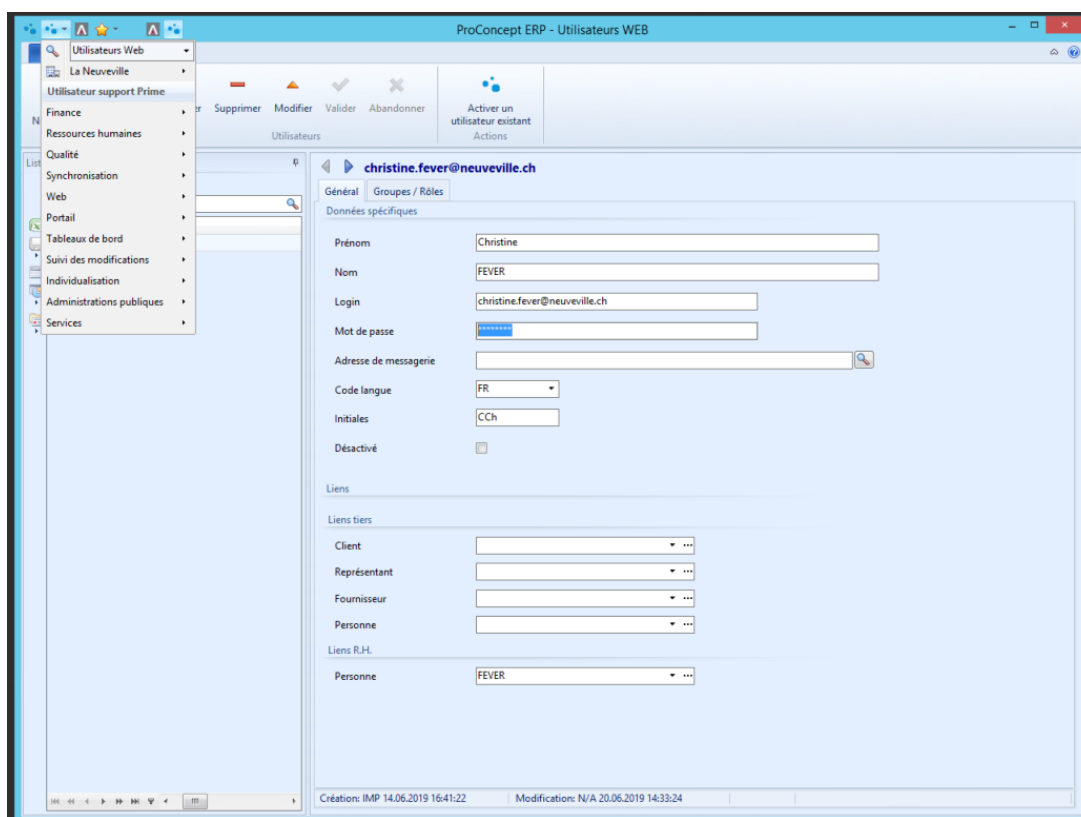 ProConcept ERP - Utilisateurs WEB
Utilisateurs Web
La Neuveville
Utilisateur support Prime
Finance
Ressources humaines
Qualité
Synchronisation
Web
Portail
Tableaux de bord
Suivi des modifications
Individualisation
Administrations publiques
Services
Supprimer
Modifier
Valider
Abandonner
Utilisateurs
Activer un
utilisateur existant
Actions
christine.fever@neuveville.ch
Général
Groupes / Rôles
Données spécifiques
Prénom Christine
Nom FEVER
Login christine.fever@neuveville.ch
Mot de passe ********
Adresse de messagerie
Code langue FR
Initiales CCh
Désactivé
Liens
Liens tiers
Client
Représentant
Fournisseur
Personne
Liens R.H.
Personne FEVER
Création: IMP 14.06.2019 16:41:22
Modification: N/A 20.06.2019 14:33:24